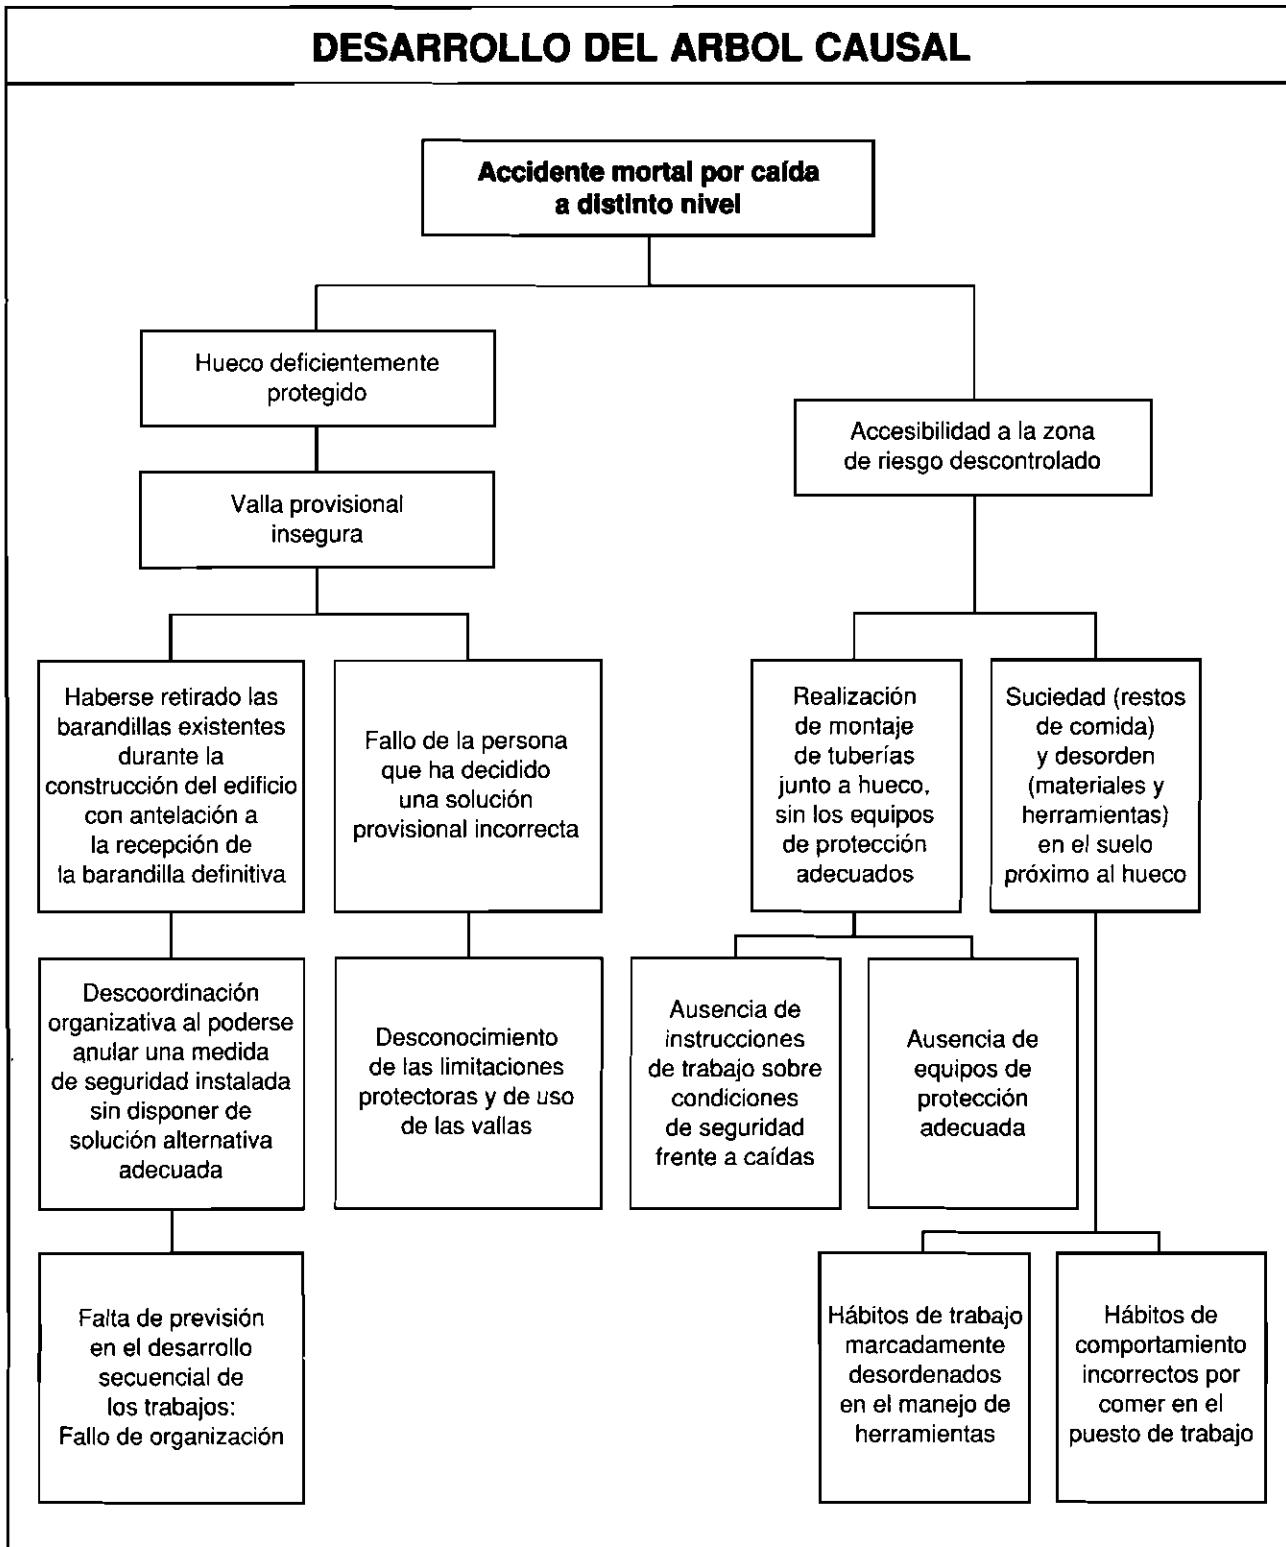 DESARROLLO DEL ARBOL CAUSAL
Accidente mortal por caída
a distinto nivel
Hueco deficientemente
protegido
Accesibilidad a la zona
de riesgo descontrolado
Valla provisional
insegura
Haberse retirado las
barandillas existentes
durante la
construcción del edificio
con antelación a
la recepción de
la barandilla definitiva
Fallo de la persona
que ha decidido
una solución
provisional incorrecta
Realización
de montaje
de tuberías
junto a hueco,
sin los equipos
de protección
adecuados
Suciedad (restos
de comida)
y desorden
(materiales y
herramientas)
en el suelo
próximo al hueco
Descoordinación
organizativa al poderse
anular una medida
de seguridad instalada
sin disponer de
solución alternativa
adecuada
Desconocimiento
de las limitaciones
protectoras y de uso
de las vallas
Ausencia de
instrucciones
de trabajo sobre
condiciones
de seguridad
frente a caídas
Ausencia de
equipos de
protección
adecuada
Falta de previsión
en el desarrollo
secuencial de
los trabajos:
Fallo de organización
Hábitos de trabajo
marcadamente
desordenados
en el manejo de
herramientas
Hábitos de
comportamiento
incorrectos por
comer en el
puesto de trabajo